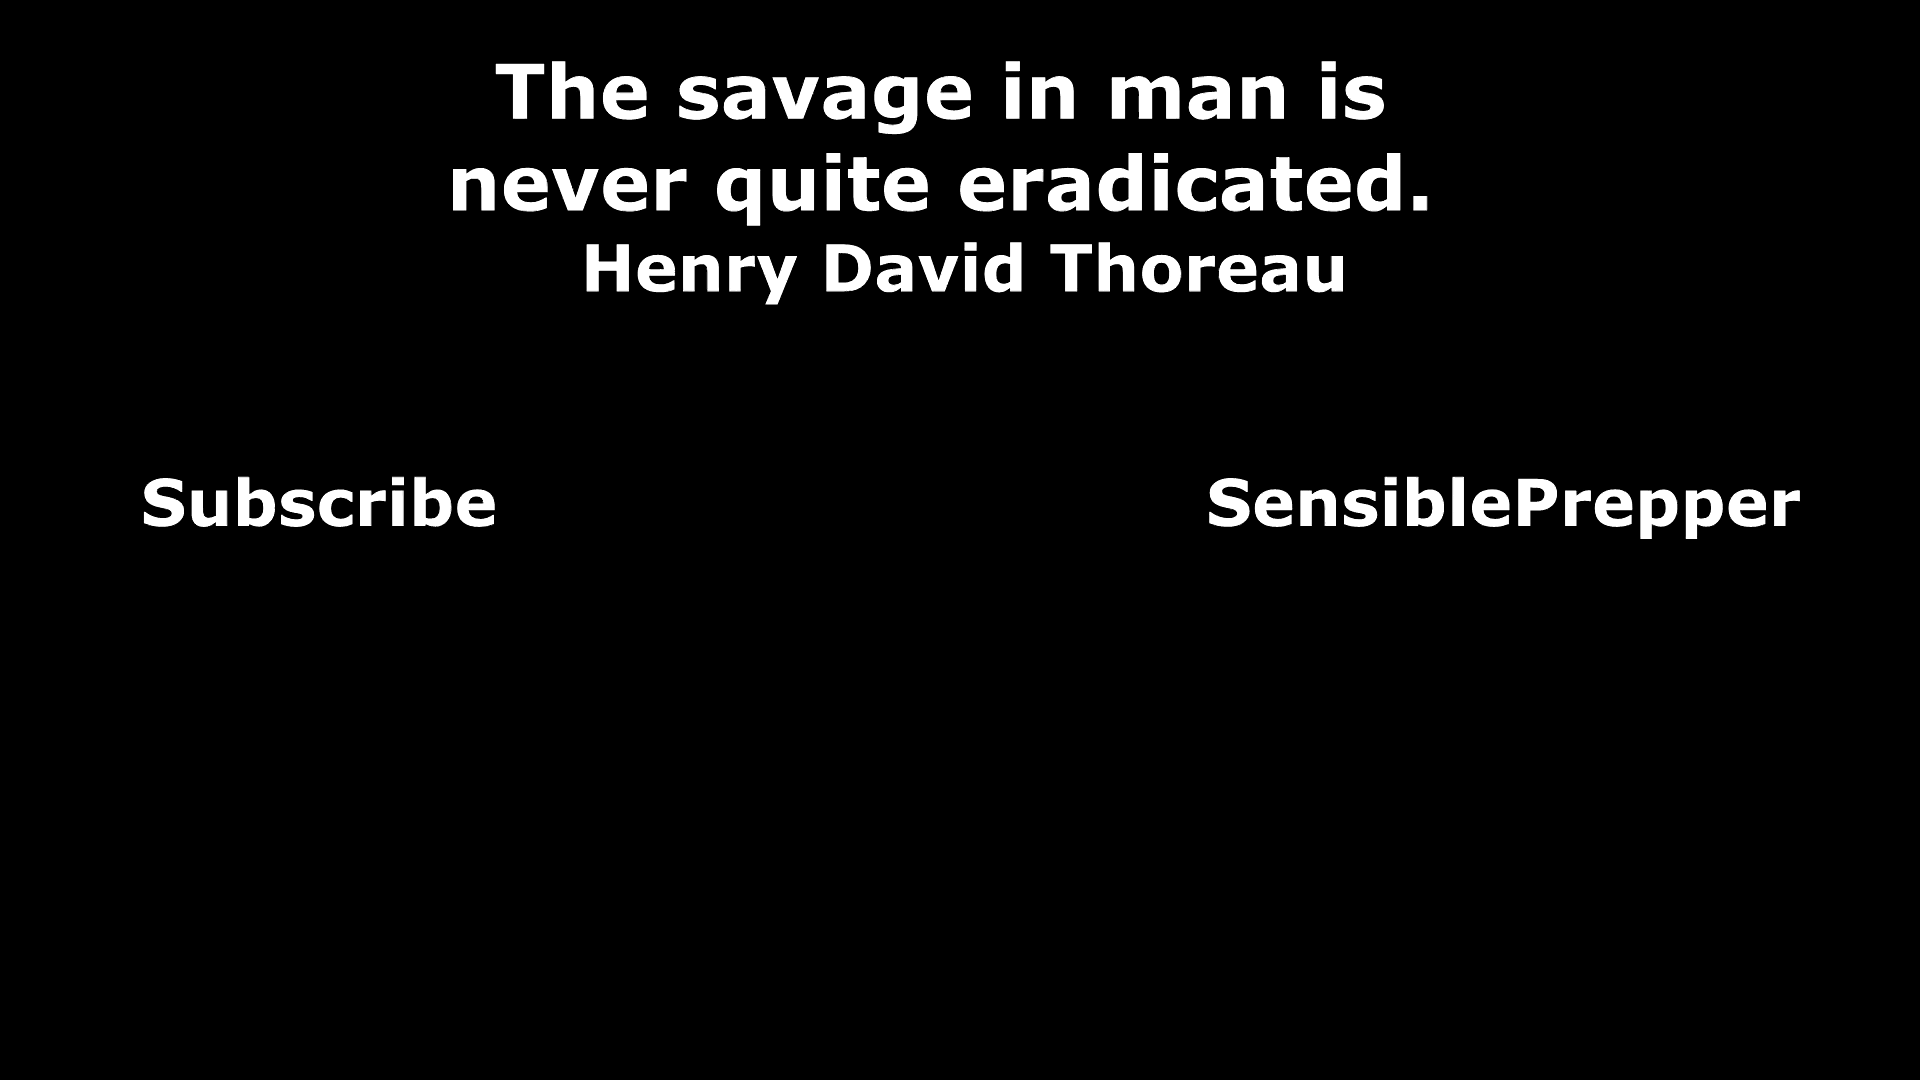 The savage in man is
never quite eradicated.
Henry David Thoreau
Subscribe
SensiblePrepper